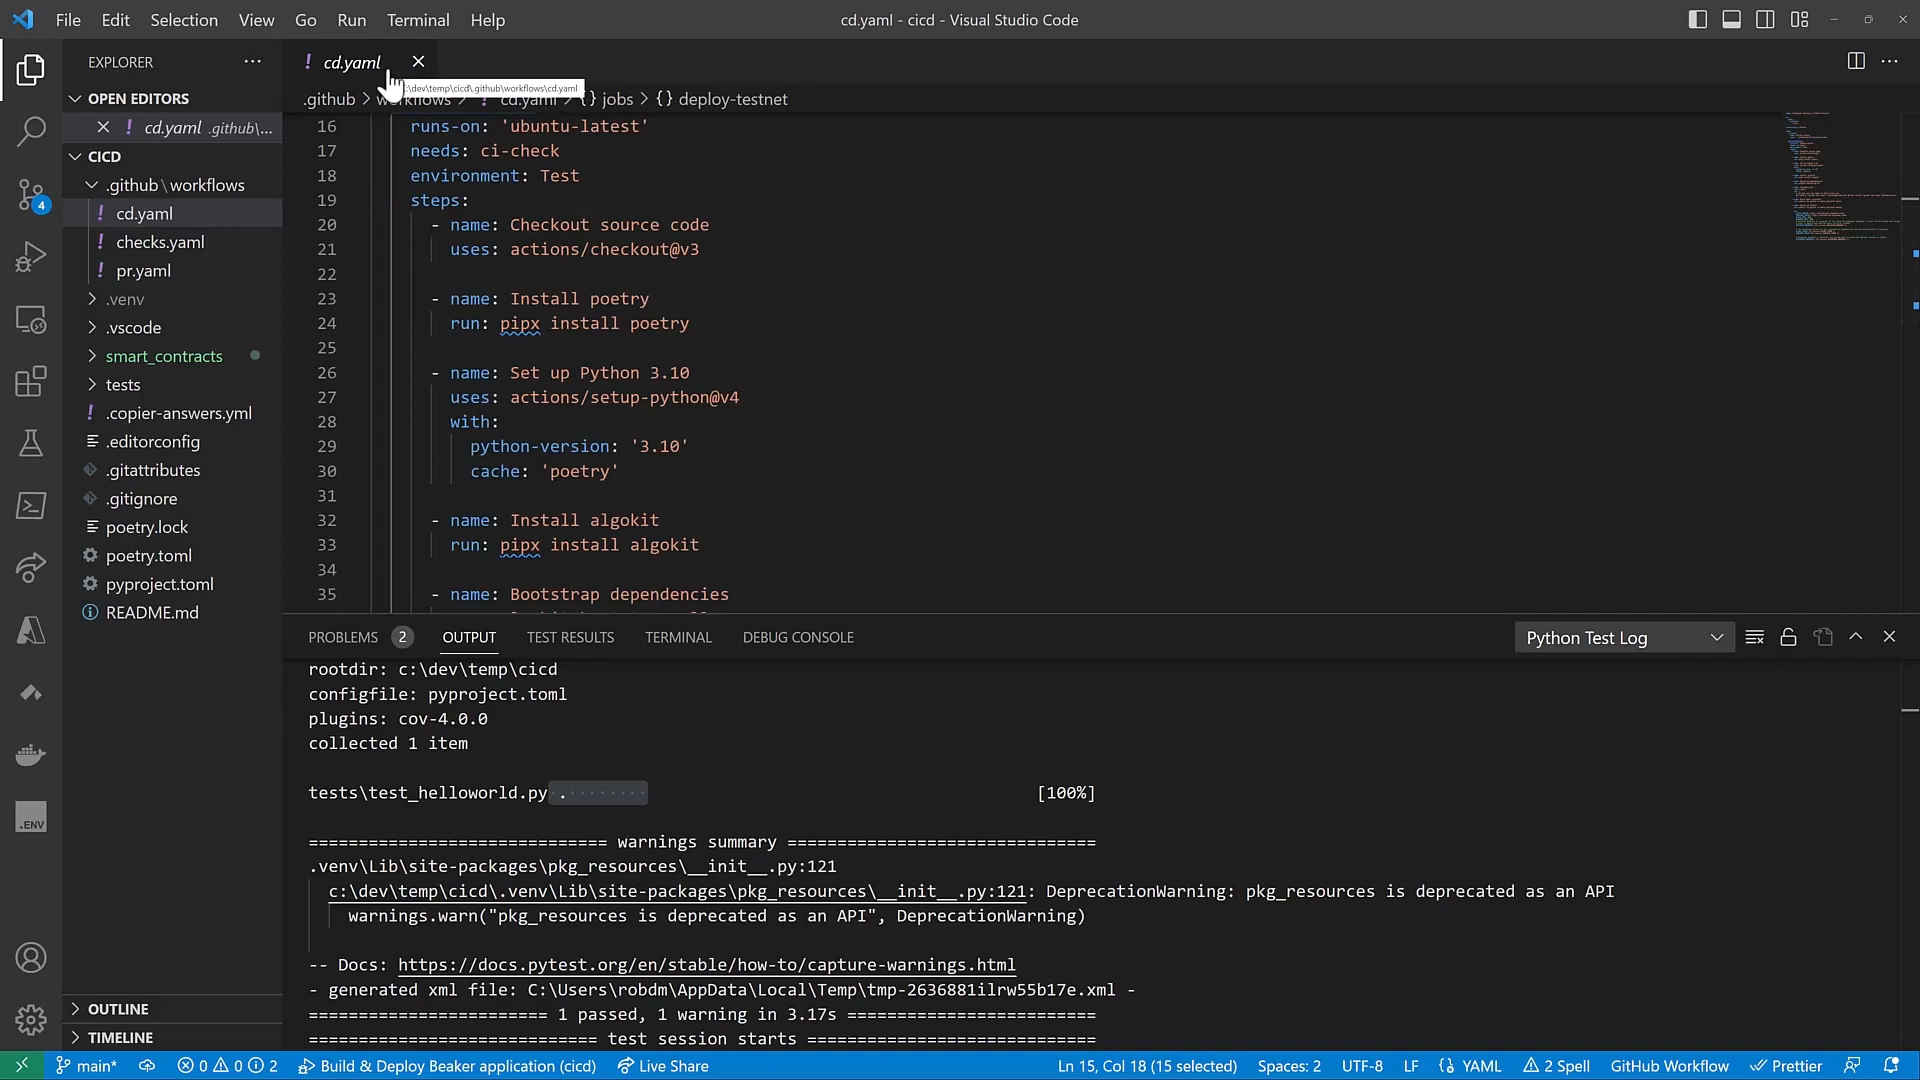 File Edit Selection View Go Run Terminal Help
cd.yaml - cicd - Visual Studio Code
EXPLORER
! cd.yaml
c:\dev\temp\cicd\.github\workflows\cd.yaml
.github > workflows > ! cd.yaml > {} jobs > {} deploy-testnet
OPEN EDITORS
! cd.yaml .github\...
CICD
.github\workflows
! cd.yaml
! checks.yaml
! pr.yaml
.venv
.vscode
smart_contracts
tests
! .copier-answers.yml
.editorconfig
.gitattributes
.gitignore
poetry.lock
poetry.toml
pyproject.toml
README.md
OUTLINE
TIMELINE
4
.ENV
16 runs-on: 'ubuntu-latest'
17 needs: ci-check
18 environment: Test
19 steps:
20 - name: Checkout source code
21 uses: actions/checkout@v3
22
23 - name: Install poetry
24 run: pipx install poetry
25
26 - name: Set up Python 3.10
27 uses: actions/setup-python@v4
28 with:
29 python-version: '3.10'
30 cache: 'poetry'
31
32 - name: Install algokit
33 run: pipx install algokit
34
35 - name: Bootstrap dependencies
PROBLEMS 2 OUTPUT TEST RESULTS TERMINAL DEBUG CONSOLE
Python Test Log
rootdir: c:\dev\temp\cicd
configfile: pyproject.toml
plugins: cov-4.0.0
collected 1 item
tests\test_helloworld.py . [100%]
============================== warnings summary ===============================
.venv\Lib\site-packages\pkg_resources\__init__.py:121
c:\dev\temp\cicd\.venv\Lib\site-packages\pkg_resources\__init__.py:121: DeprecationWarning: pkg_resources is deprecated as an API
warnings.warn("pkg_resources is deprecated as an API", DeprecationWarning)
-- Docs: https://docs.pytest.org/en/stable/how-to/capture-warnings.html
- generated xml file: C:\Users\robdm\AppData\Local\Temp\tmp-2636881ilrw55b17e.xml -
======================== 1 passed, 1 warning in 3.17s =========================
============================= test session starts =============================
main* 0 0 2 Build & Deploy Beaker application (cicd) Live Share Ln 15, Col 18 (15 selected) Spaces: 2 UTF-8 LF {} YAML 2 Spell GitHub Workflow Prettier